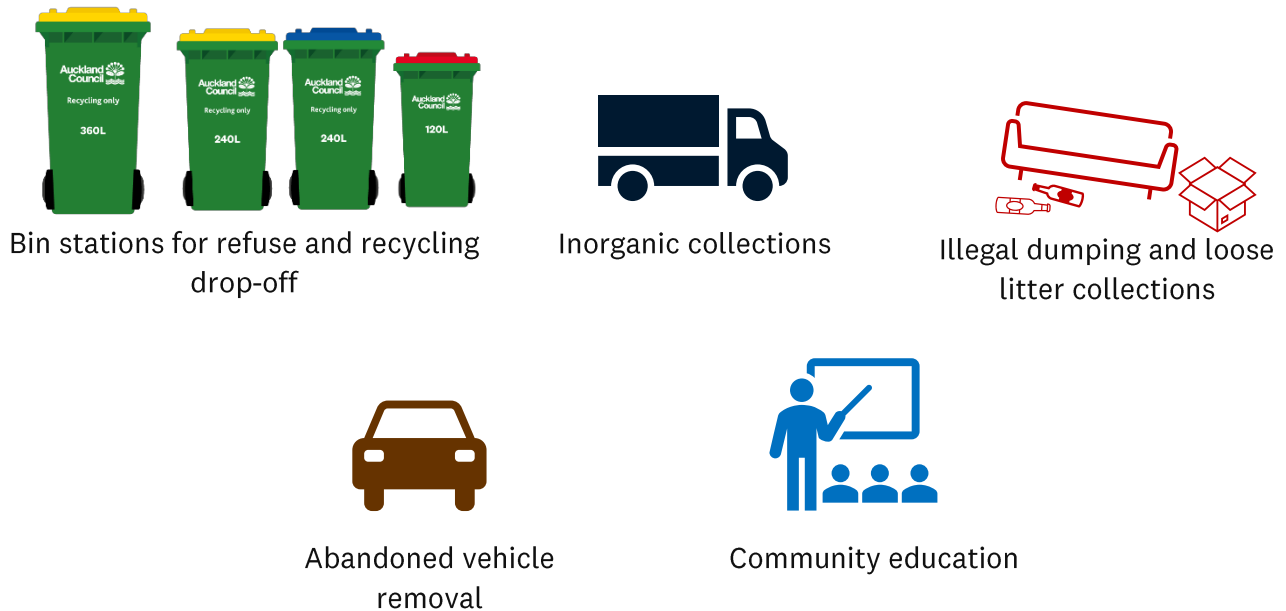 Auckland
Council
Recycling only
360L
Auckland
Council
Recycling only
240L
Auckland
Council
Recycling only
240L
Auckland
Council
120L
Bin stations for refuse and recycling
drop-off
Inorganic collections
Illegal dumping and loose
litter collections
Abandoned vehicle
removal
Community education